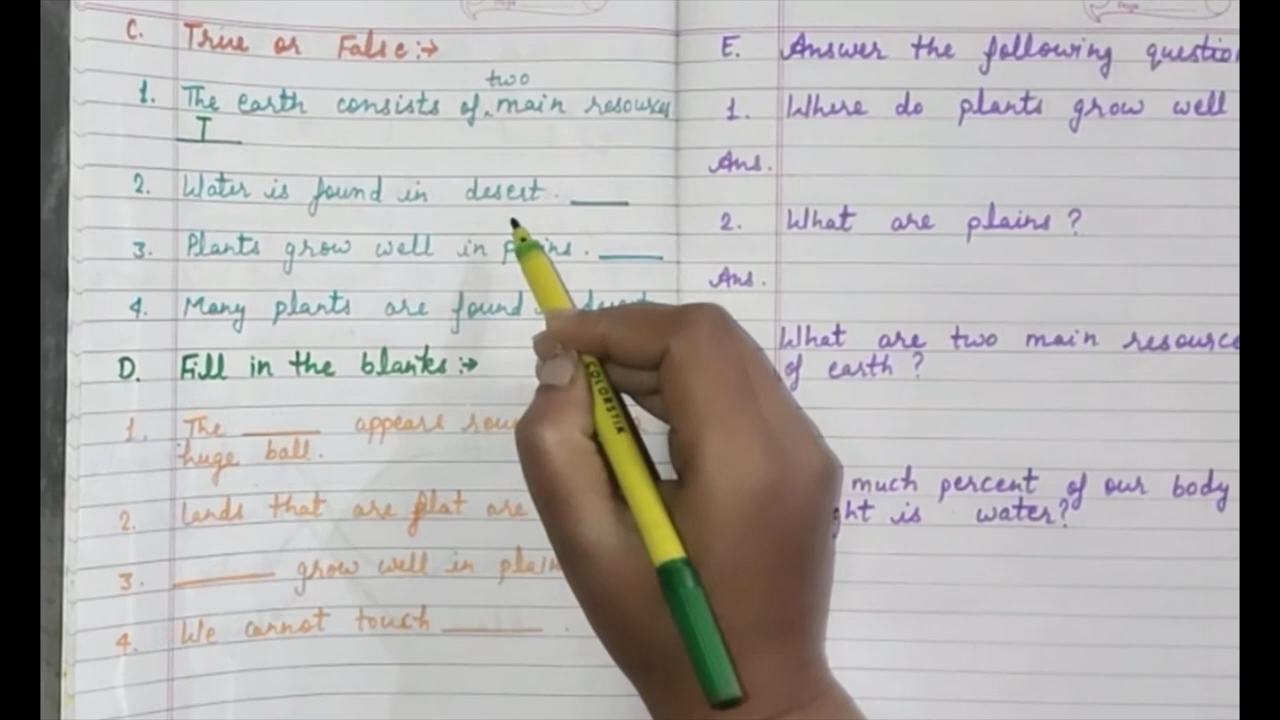 C. True or False:→
1. The earth consists of two main resources
T
2. Water is found in desert.
3. Plants grow well in plains.
4. Many plants are found
D. Fill in the blanks:→
1. The ____ appears
huge ball.
2. Lands that are flat are
3. ____ grow well in
4. We cannot touch ____ .
E. Answer the following
1. Where do plants grow well
Ans.
2. What are plains?
Ans.
What are two main
of earth?
much percent of our body
is water?
COLORSTIX